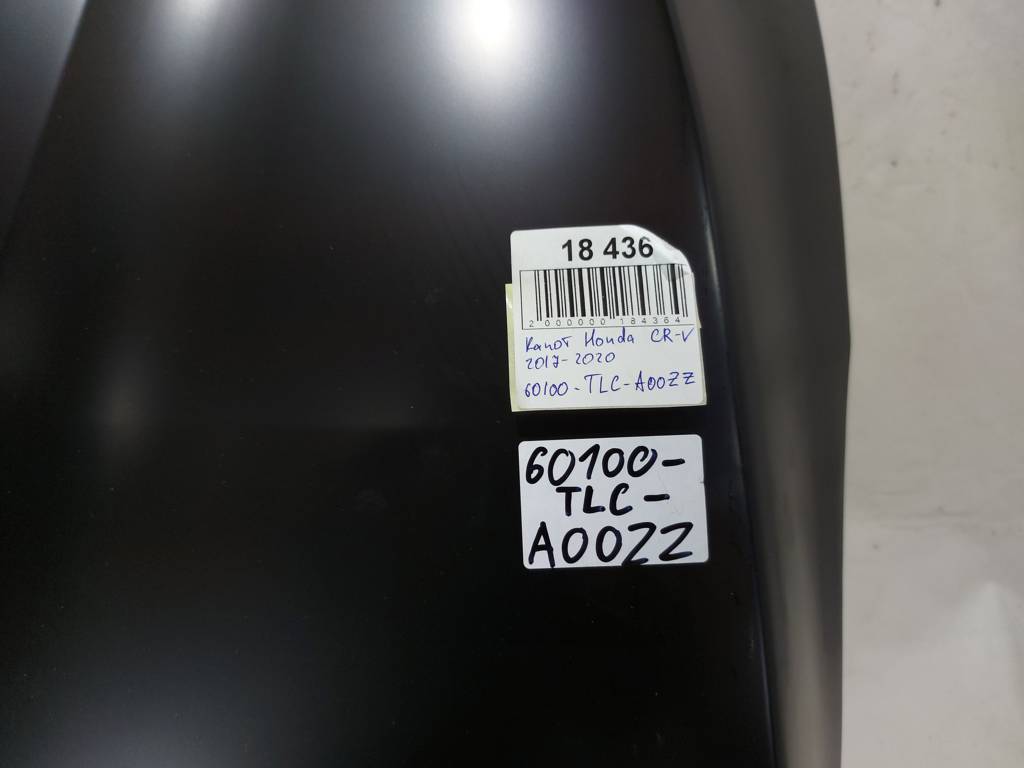 18 436
2 000000 184364
Капот Honda CR-V
2017-2020
60100-TLC-A00ZZ
60100-
TLC-
A00ZZ